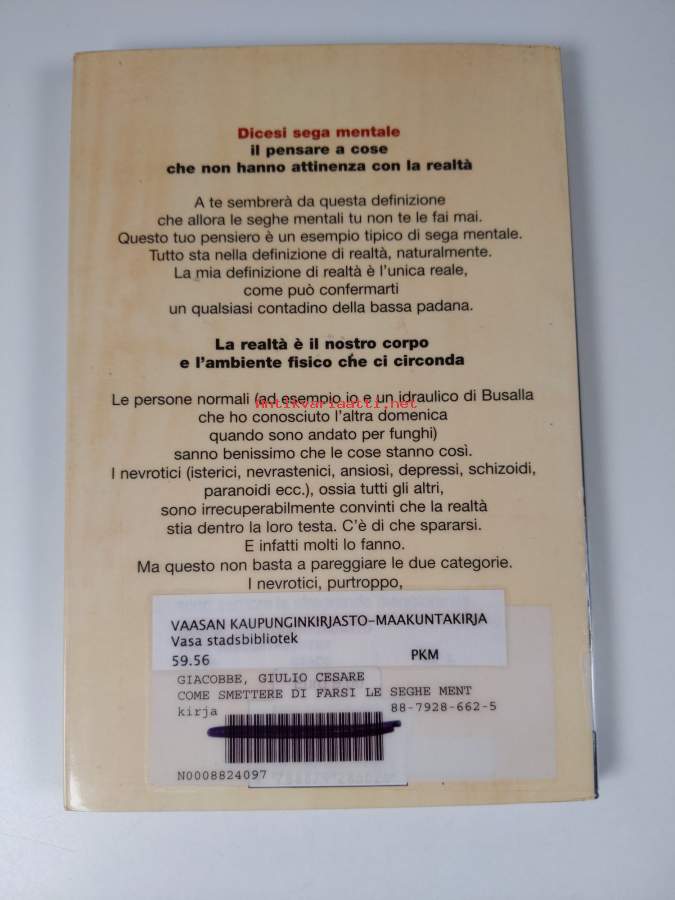 Dicesi sega mentale
il pensare a cose
che non hanno attinenza con la realtà
A te sembrerà da questa definizione
che allora le seghe mentali tu non te le fai mai.
Questo tuo pensiero è un esempio tipico di sega mentale.
Tutto sta nella definizione di realtà, naturalmente.
La mia definizione di realtà è l'unica reale,
come può confermarti
un qualsiasi contadino della bassa padana.
La realtà è il nostro corpo
e l'ambiente fisico che ci circonda
Le persone normali (ad esempio io e un idraulico di Busalla
Antikvariaatti.net
che ho conosciuto l'altra domenica
quando sono andato per funghi)
sanno benissimo che le cose stanno così.
I nevrotici (isterici, nevrastenici, ansiosi, depressi, schizoidi,
paranoidi ecc.), ossia tutti gli altri,
sono irrecuperabilmente convinti che la realtà
stia dentro la loro testa. C'è di che spararsi.
E infatti molti lo fanno.
Ma questo non basta a pareggiare le due categorie.
I nevrotici, purtroppo,
VAASAN KAUPUNGINKIRJASTO-MAAKUNTAKIRJA
Vasa stadsbibliotek
59.56 PKM
GIACOBBE, GIULIO CESARE
COME SMETTERE DI FARSI LE SEGHE MENT
kirja 88-7928-662-5
N0008824097